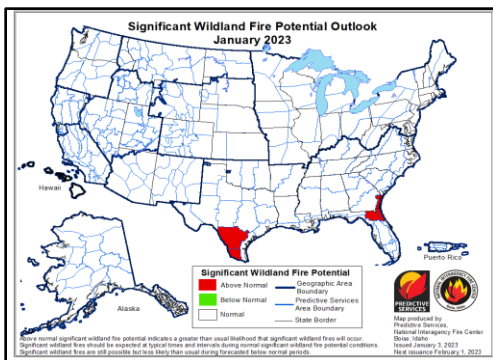 Significant Wildland Fire Potential Outlook
January 2023
Hawaii
Alaska
Puerto Rico
Significant Wildland Fire Potential
Above Normal
Below Normal
Normal
Geographic Area
Boundary
Predictive Services
Area Boundary
State Border
PREDICTIVE
SERVICES
NATIONAL INTERAGENCY FIRE CENTER
Map produced by
Predictive Services,
National Interagency Fire Center
Boise, Idaho
Issued January 3, 2023
Next issuance February 1, 2023
Above normal significant wildland fire potential indicates a greater than usual likelihood that significant wildland fires will occur.
Significant wildland fires should be expected at typical times and intervals during normal significant wildland fire potential conditions.
Significant wildland fires are still possible but less likely than usual during forecasted below normal periods.